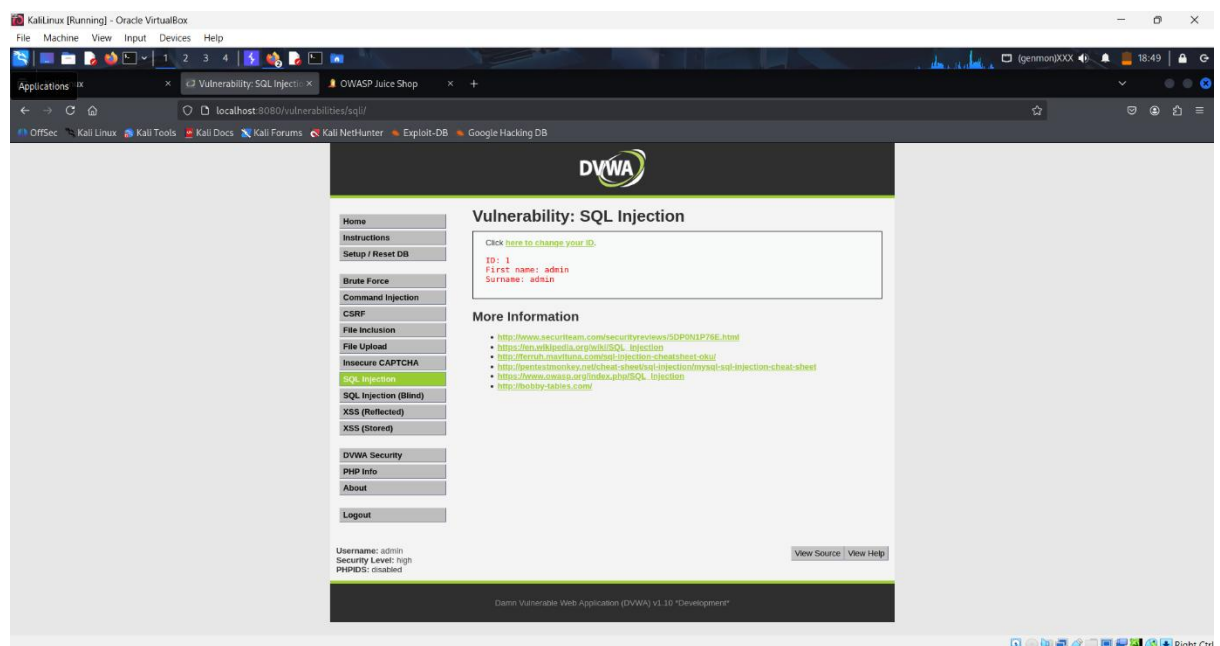 KaliLinux [Running] - Oracle VirtualBox
File Machine View Input Devices Help
1 2 3 4
(genmon)XXX 18:49
Applications
Vulnerability: SQL Injectio
OWASP Juice Shop
localhost:8080/vulnerabilities/sqli/
OffSec Kali Linux Kali Tools Kali Docs Kali Forums Kali NetHunter Exploit-DB Google Hacking DB
DVWA
Home
Instructions
Setup / Reset DB
Brute Force
Command Injection
CSRF
File Inclusion
File Upload
Insecure CAPTCHA
SQL Injection
SQL Injection (Blind)
XSS (Reflected)
XSS (Stored)
DVWA Security
PHP Info
About
Logout
Vulnerability: SQL Injection
Click here to change your ID.
ID: 1
First name: admin
Surname: admin
More Information
http://www.securiteam.com/securityreviews/5DP0N1P76E.html
https://en.wikipedia.org/wiki/SQL_injection
http://ferruh.mavituna.com/sql-injection-cheatsheet-oku/
http://pentestmonkey.net/cheat-sheet/sql-injection/mysql-sql-injection-cheat-sheet
https://www.owasp.org/index.php/SQL_Injection
http://bobby-tables.com/
Username: admin
Security Level: high
PHPIDS: disabled
View Source View Help
Damn Vulnerable Web Application (DVWA) v1.10 *Development*
Right Ctrl